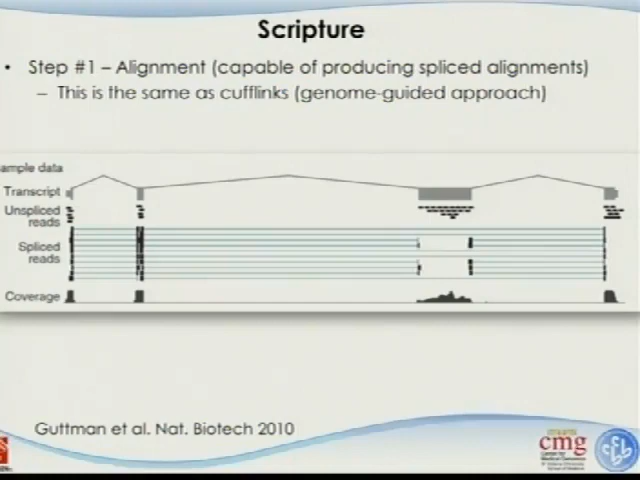 Scripture
• Step #1 – Alignment (capable of producing spliced alignments)
– This is the same as cufflinks (genome-guided approach)
ample data
Transcript
Unspliced
reads
Spliced
reads
Coverage
Guttman et al. Nat. Biotech 2010
cmg